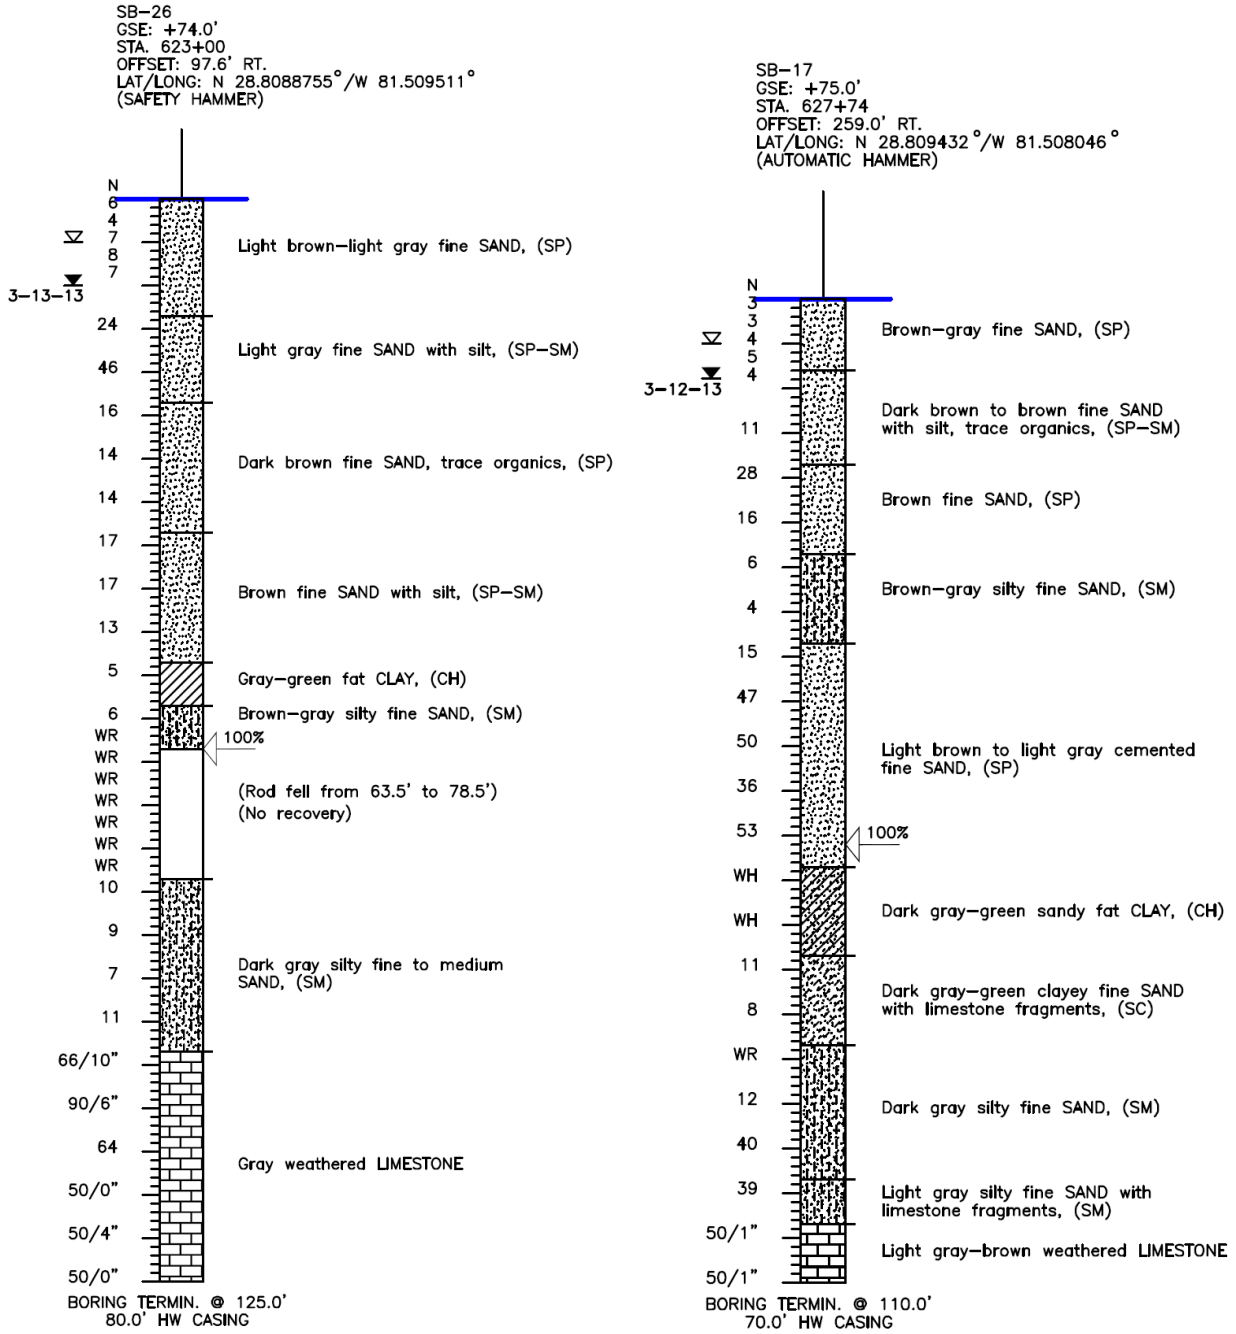 SB-26
GSE: +74.0'
STA. 623+00
OFFSET: 97.6' RT.
LAT/LONG: N 28.8088755°/W 81.509511°
(SAFETY HAMMER)
N
6
4
7
8
7
3-13-13
24
46
16
14
14
17
17
13
5
6
WR
WR
WR
WR
WR
WR
WR
WR
10
9
7
11
66/10"
90/6"
64
50/0"
50/4"
50/0"
Light brown-light gray fine SAND, (SP)
Light gray fine SAND with silt, (SP-SM)
Dark brown fine SAND, trace organics, (SP)
Brown fine SAND with silt, (SP-SM)
Gray-green fat CLAY, (CH)
Brown-gray silty fine SAND, (SM)
100%
(Rod fell from 63.5' to 78.5')
(No recovery)
Dark gray silty fine to medium
SAND, (SM)
Gray weathered LIMESTONE
BORING TERMIN. @ 125.0'
80.0' HW CASING
SB-17
GSE: +75.0'
STA. 627+74
OFFSET: 259.0' RT.
LAT/LONG: N 28.809432°/W 81.508046°
(AUTOMATIC HAMMER)
N
3
3
4
5
4
3-12-13
11
28
16
6
4
15
47
50
36
53
WH
WH
11
8
WR
12
40
39
50/1"
50/1"
Brown-gray fine SAND, (SP)
Dark brown to brown fine SAND
with silt, trace organics, (SP-SM)
Brown fine SAND, (SP)
Brown-gray silty fine SAND, (SM)
Light brown to light gray cemented
fine SAND, (SP)
100%
Dark gray-green sandy fat CLAY, (CH)
Dark gray-green clayey fine SAND
with limestone fragments, (SC)
Dark gray silty fine SAND, (SM)
Light gray silty fine SAND with
limestone fragments, (SM)
Light gray-brown weathered LIMESTONE
BORING TERMIN. @ 110.0'
70.0' HW CASING